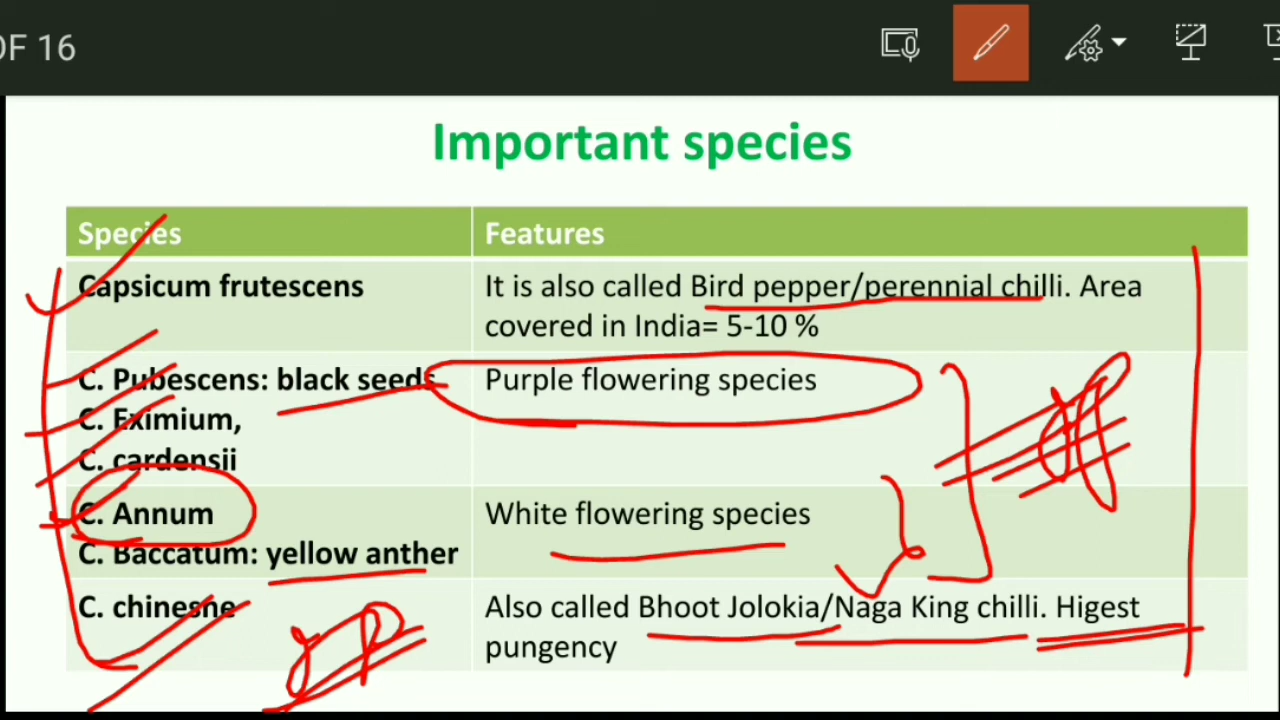 OF 16
Important species
Species
Features
Capsicum frutescens
It is also called Bird pepper/perennial chilli. Area
covered in India= 5-10 %
C. Pubescens: black seeds
C. Eximium,
C. cardensii
Purple flowering species
C. Annum
C. Baccatum: yellow anther
White flowering species
C. chinesne
Also called Bhoot Jolokia/Naga King chilli. Higest
pungency